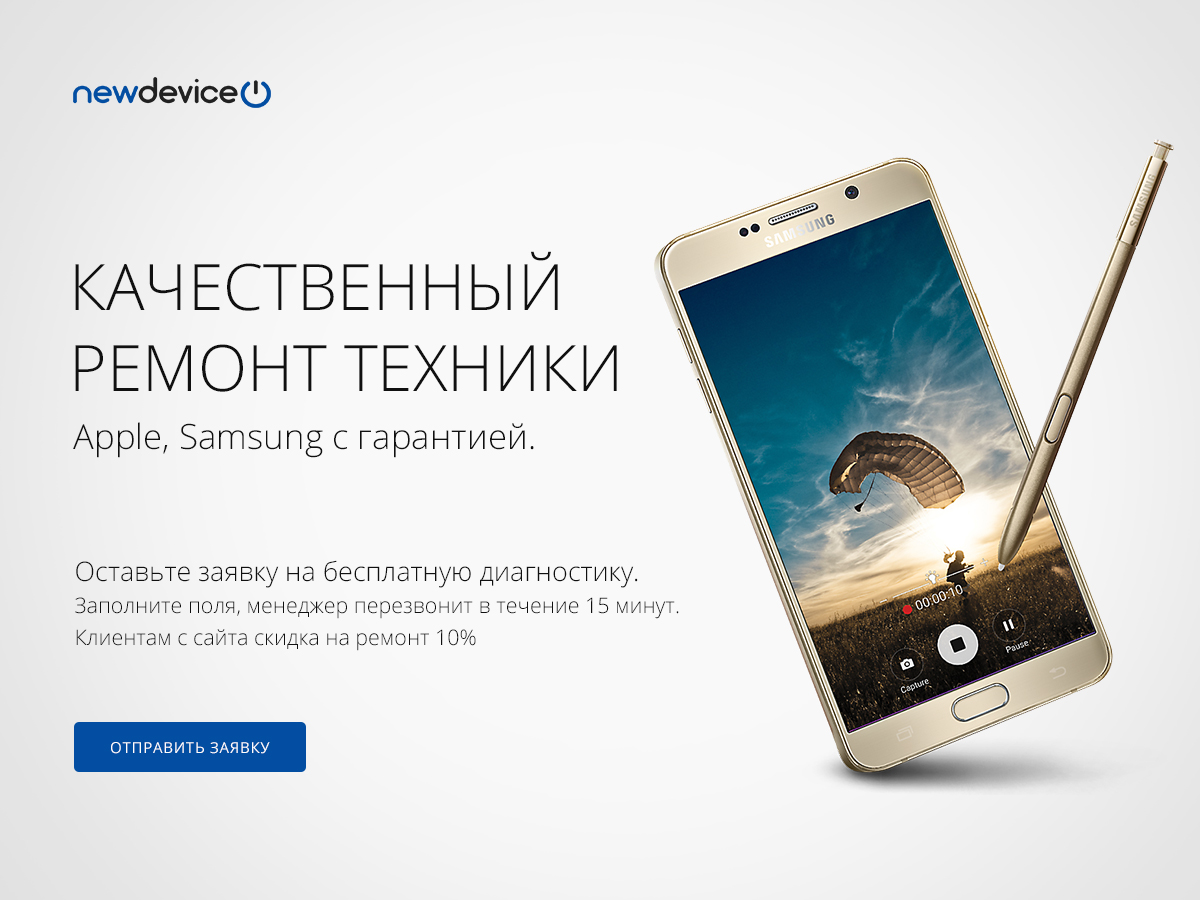 newdevice
КАЧЕСТВЕННЫЙ
РЕМОНТ ТЕХНИКИ
Apple, Samsung с гарантией.
Оставьте заявку на бесплатную диагностику.
Заполните поля, менеджер перезвонит в течение 15 минут.
Клиентам с сайта скидка на ремонт 10%
ОТПРАВИТЬ ЗАЯВКУ
SAMSUNG
SAMSUNG
00:00:10
Capture
Pause